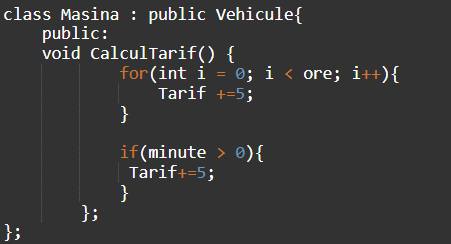 class Masina : public Vehicule{
    public:
    void CalculTarif() {
            for(int i = 0; i < ore; i++){
                Tarif +=5;
            }

            if(minute > 0){
             Tarif+=5;
            }
        };
};